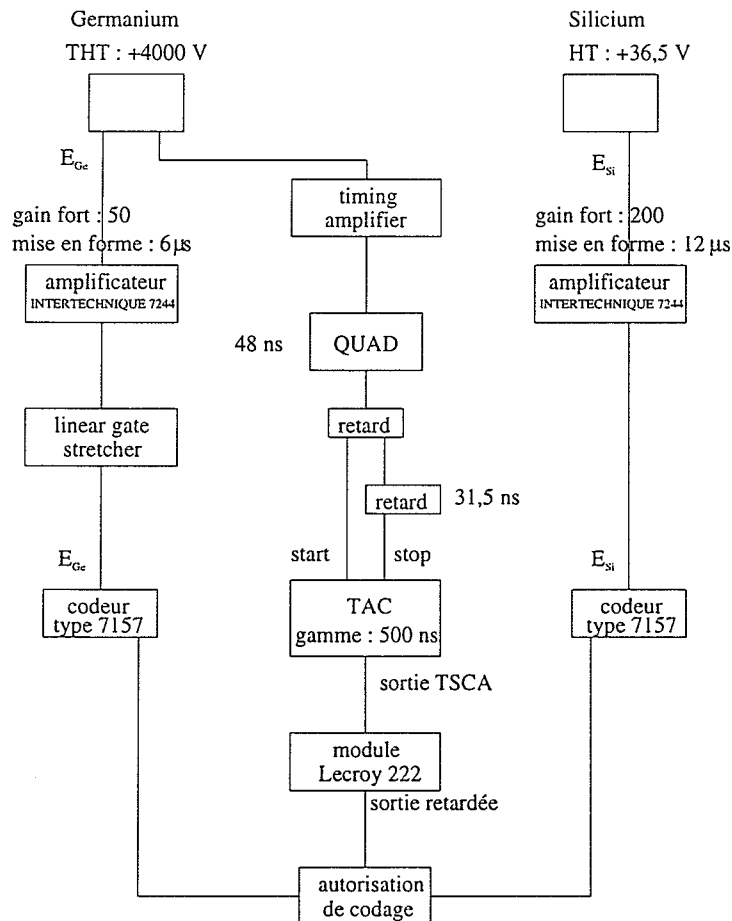 Germanium
THT : +4000 V
Silicium
HT : +36,5 V
E_Ge
E_Si
timing
amplifier
gain fort : 50
mise en forme : 6µs
gain fort : 200
mise en forme : 12 µs
amplificateur
INTERTECHNIQUE 7244
amplificateur
INTERTECHNIQUE 7244
48 ns
QUAD
linear gate
stretcher
retard
retard
31,5 ns
start
stop
E_Ge
E_Si
codeur
type 7157
TAC
gamme : 500 ns
codeur
type 7157
sortie TSCA
module
Lecroy 222
sortie retardée
autorisation
de codage